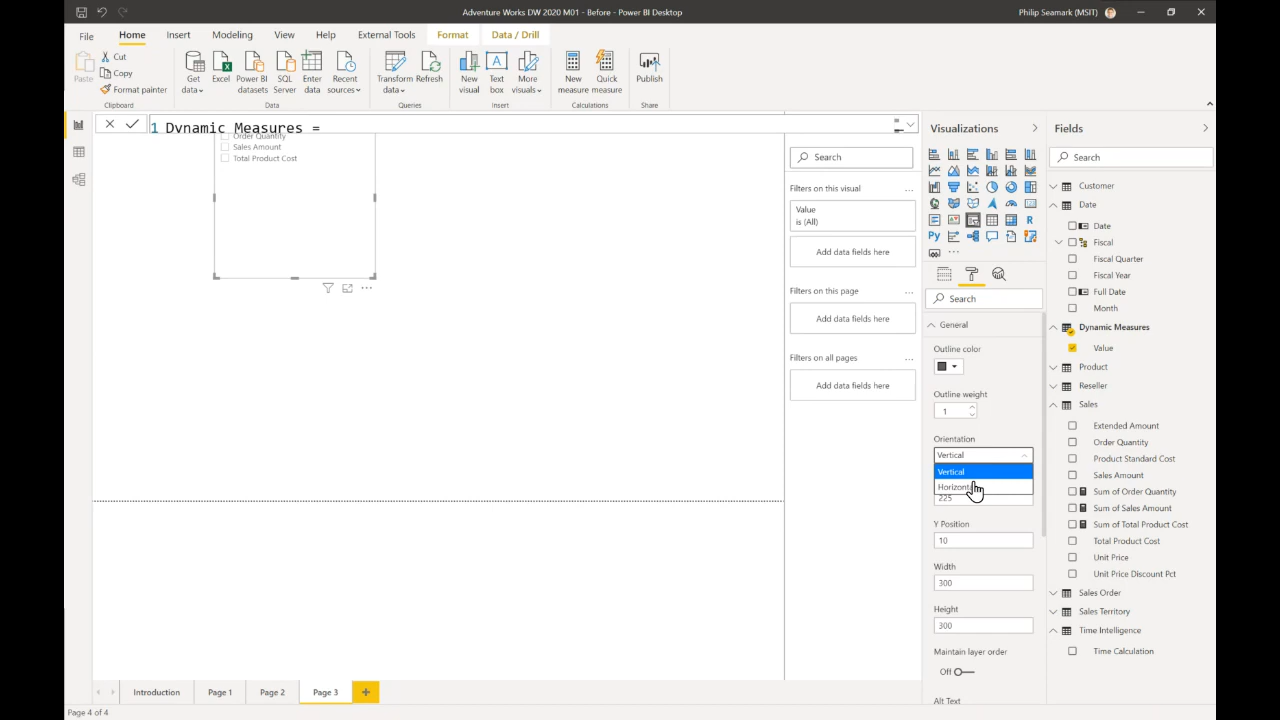 Adventure Works DW 2020 M01 - Before - Power BI Desktop
Philip Seamark (MSIT)
File
Home
Insert
Modeling
View
Help
External Tools
Format
Data / Drill
Paste
Cut
Copy
Format painter
Clipboard
Get data
Excel
Power BI datasets
SQL Server
Enter data
Recent sources
Data
Transform data
Refresh
Queries
New visual
Text box
More visuals
Insert
New measure
Quick measure
Calculations
Publish
Share
1 Dynamic Measures =
Order Quantity
Sales Amount
Total Product Cost
Search
Filters on this visual
...
Value
is (All)
Add data fields here
Filters on this page
...
Add data fields here
Filters on all pages
...
Add data fields here
Visualizations
R
Py
...
Search
General
Outline color
Outline weight
1
Orientation
Vertical
Vertical
225
Y Position
10
Width
300
Height
300
Maintain layer order
Off
Alt Text
Fields
Search
Customer
Date
Date
Fiscal
Fiscal Quarter
Fiscal Year
Full Date
Month
Dynamic Measures
Value
Product
Reseller
Sales
Extended Amount
Order Quantity
Product Standard Cost
Sales Amount
Sum of Order Quantity
Sum of Sales Amount
Sum of Total Product Cost
Total Product Cost
Unit Price
Unit Price Discount Pct
Sales Order
Sales Territory
Time Intelligence
Time Calculation
Introduction
Page 1
Page 2
Page 3
Page 4 of 4